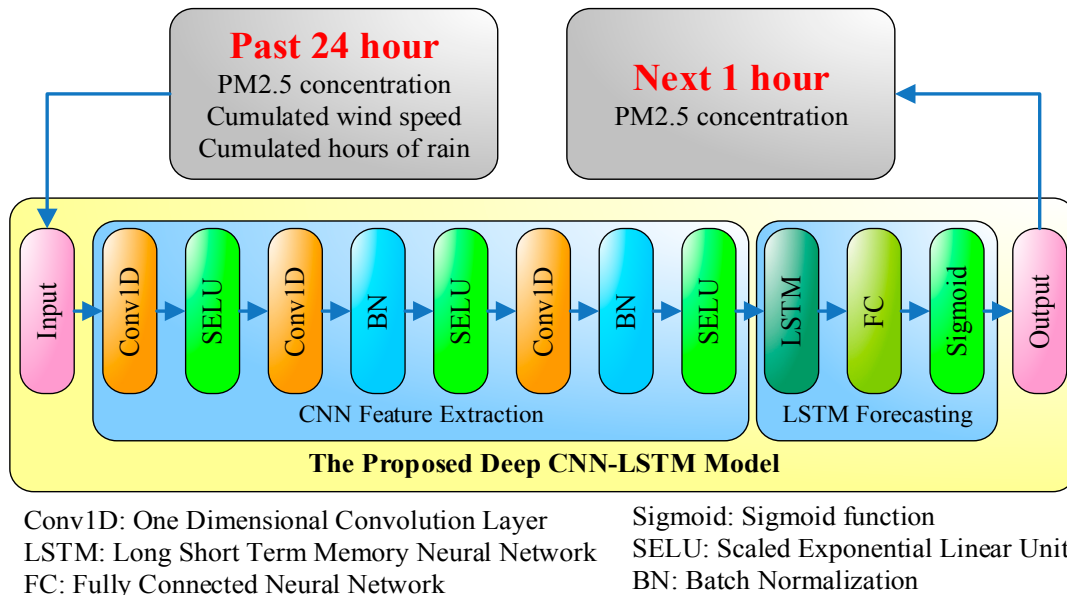 Past 24 hour
PM2.5 concentration
Cumulated wind speed
Cumulated hours of rain
Next 1 hour
PM2.5 concentration
Input
Conv1D
SELU
Conv1D
BN
SELU
Conv1D
BN
SELU
LSTM
FC
Sigmoid
Output
CNN Feature Extraction
LSTM Forecasting
The Proposed Deep CNN-LSTM Model
Conv1D: One Dimensional Convolution Layer
LSTM: Long Short Term Memory Neural Network
FC: Fully Connected Neural Network
Sigmoid: Sigmoid function
SELU: Scaled Exponential Linear Unit
BN: Batch Normalization